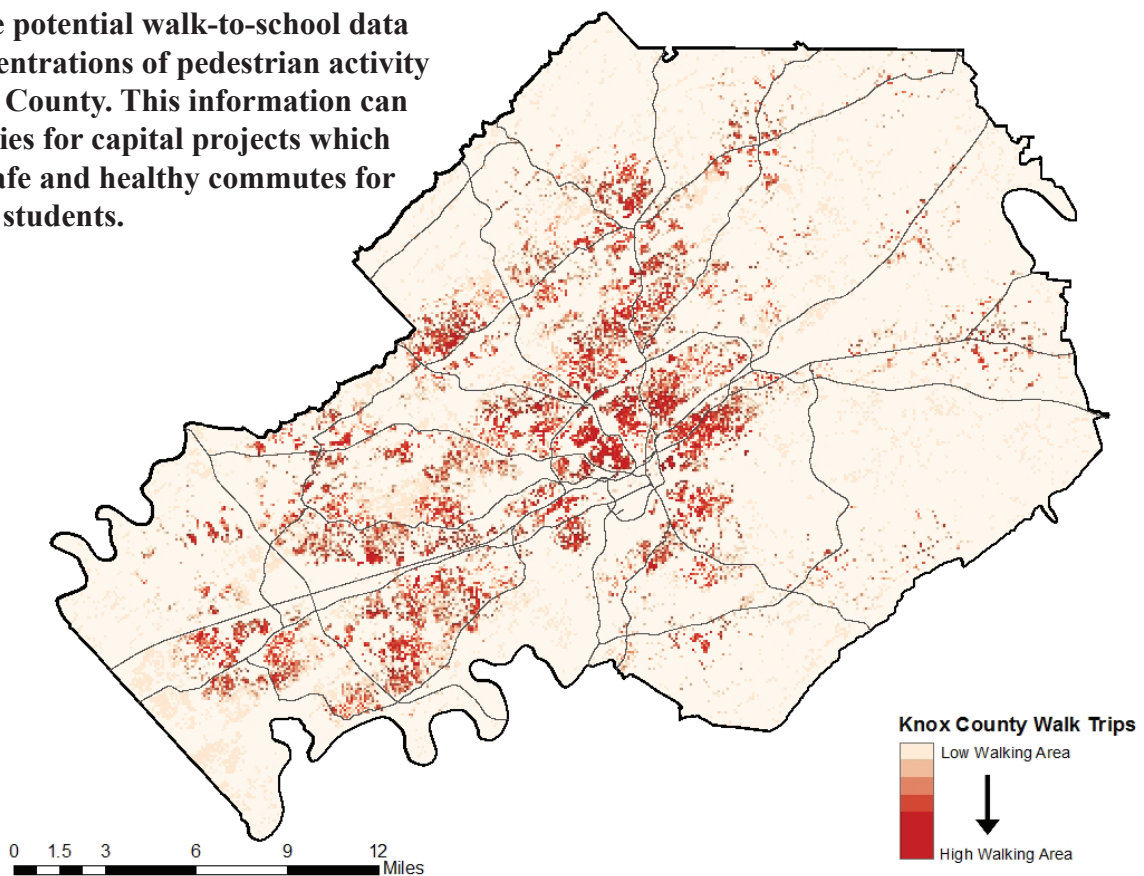 e potential walk-to-school data
entrations of pedestrian activity
County. This information can
ies for capital projects which
afe and healthy commutes for
students.
Knox County Walk Trips
Low Walking Area
High Walking Area
0 1.5 3 6 9 12
Miles